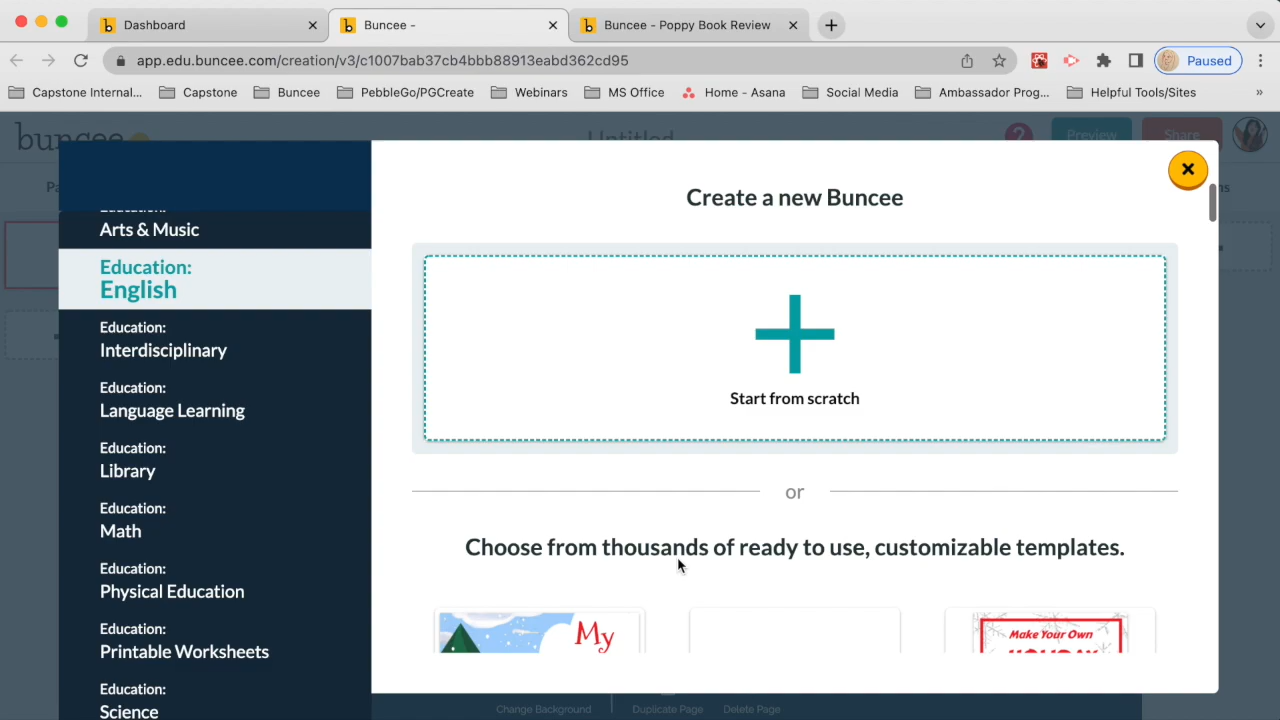 Dashboard
Buncee -
Buncee - Poppy Book Review
app.edu.buncee.com/creation/v3/c1007bab37cb4bbb88913eabd362cd95
Paused
Capstone Internal...
Capstone
Buncee
PebbleGo/PGCreate
Webinars
MS Office
Home - Asana
Social Media
Ambassador Prog...
Helpful Tools/Sites
»
buncee
Untitled
?
Preview
Share
Create a new Buncee
Education:
Arts & Music
Education:
English
Education:
Interdisciplinary
Education:
Language Learning
Education:
Library
Education:
Math
Education:
Physical Education
Education:
Printable Worksheets
Education:
Science
Start from scratch
or
Choose from thousands of ready to use, customizable templates.
My
Make Your Own
HOLIDAY
Change Background
Duplicate Page
Delete Page